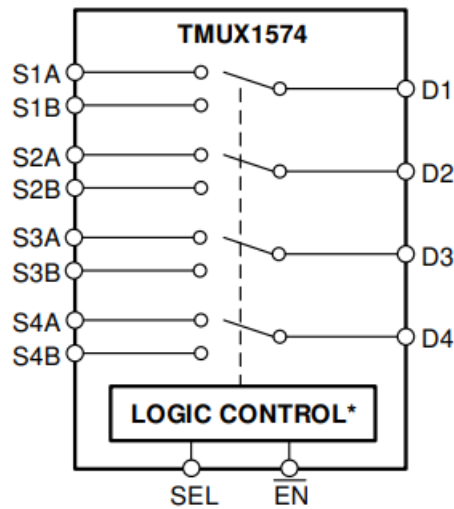 TMUX1574
S1A
D1
S1B
S2A
D2
S2B
S3A
D3
S3B
S4A
D4
S4B
LOGIC CONTROL*
SEL EN